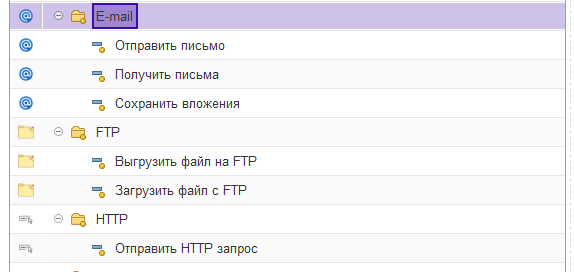 E-mail
Отправить письмо
Получить письма
Сохранить вложения
FTP
Выгрузить файл на FTP
Загрузить файл с FTP
HTTP
Отправить HTTP запрос